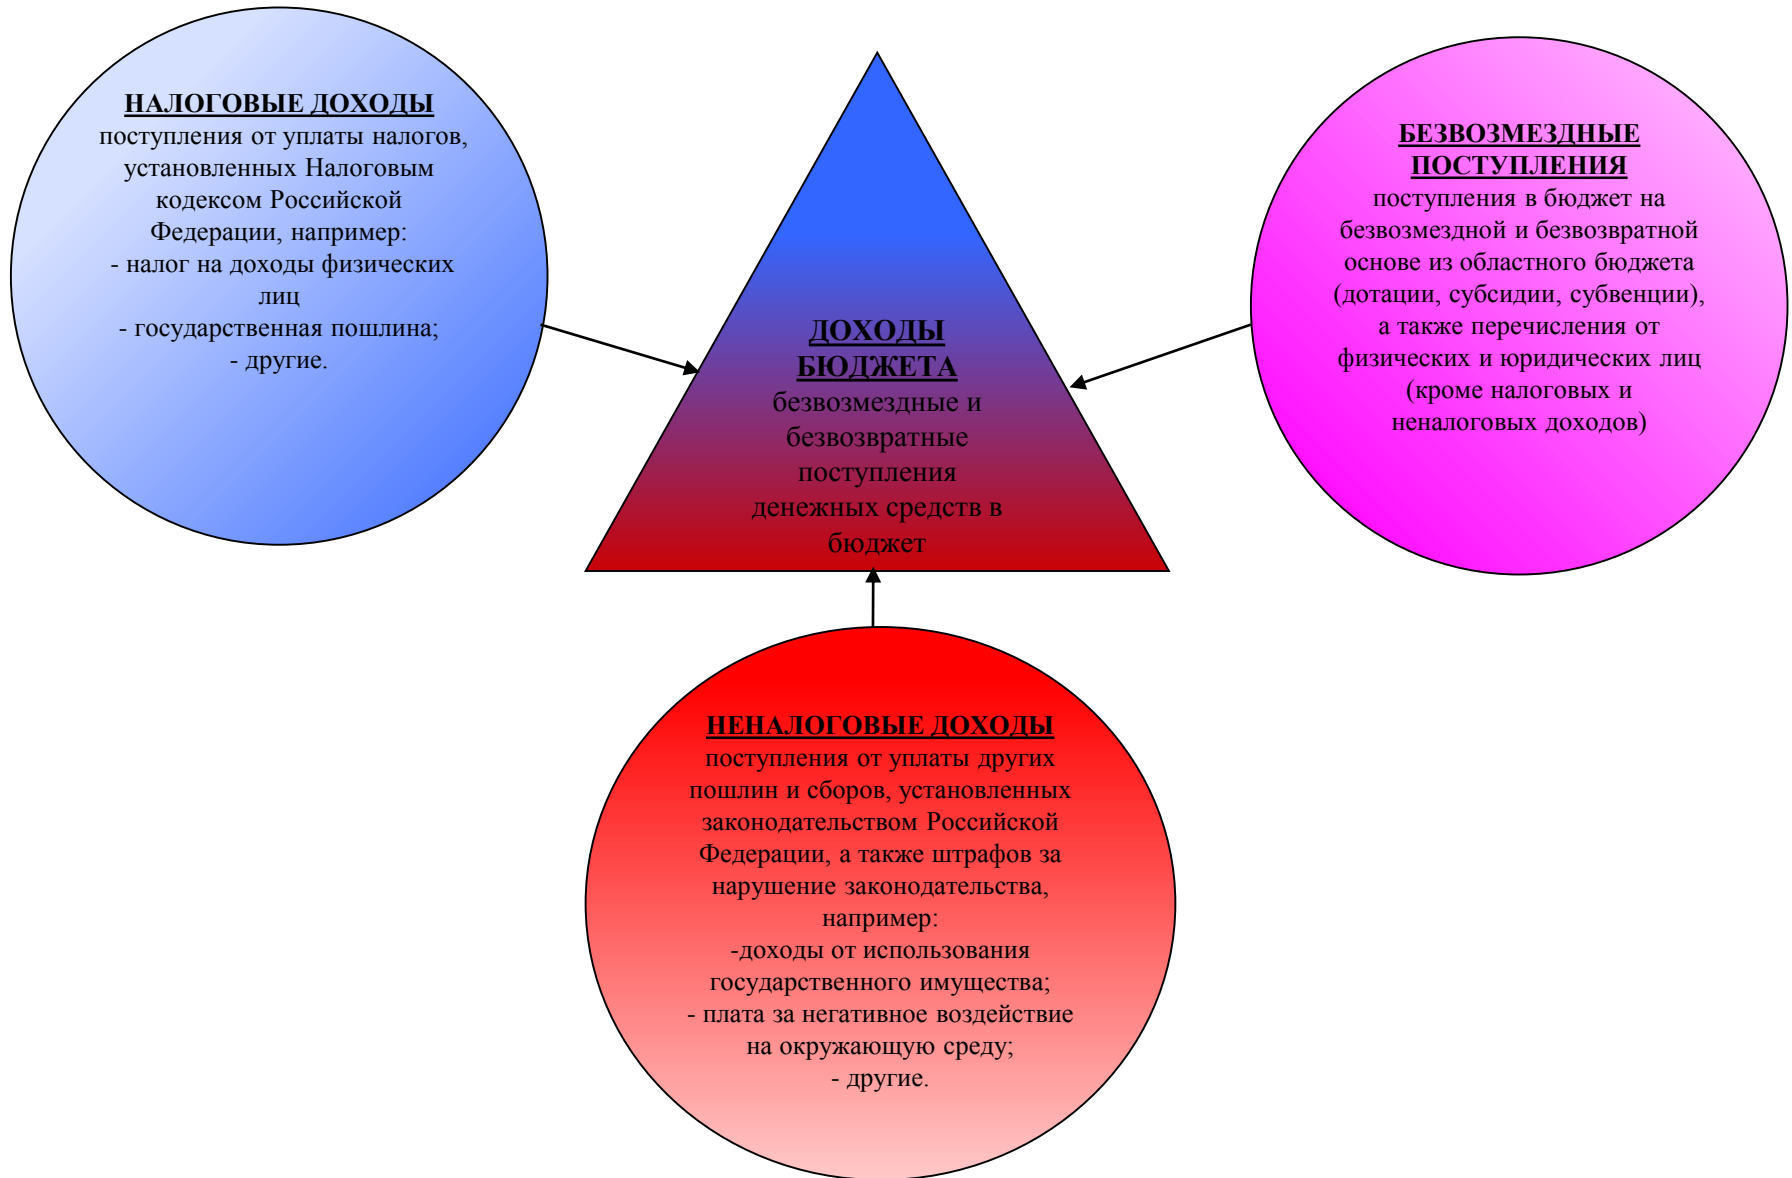 НАЛОГОВЫЕ ДОХОДЫ
поступления от уплаты налогов,
установленных Налоговым
кодексом Российской
Федерации, например:
- налог на доходы физических
лиц
- государственная пошлина;
- другие.
ДОХОДЫ
БЮДЖЕТА
безвозмездные и
безвозвратные
поступления
денежных средств в
бюджет
БЕЗВОЗМЕЗДНЫЕ
ПОСТУПЛЕНИЯ
поступления в бюджет на
безвозмездной и безвозвратной
основе из областного бюджета
(дотации, субсидии, субвенции),
а также перечисления от
физических и юридических лиц
(кроме налоговых и
неналоговых доходов)
НЕНАЛОГОВЫЕ ДОХОДЫ
поступления от уплаты других
пошлин и сборов, установленных
законодательством Российской
Федерации, а также штрафов за
нарушение законодательства,
например:
-доходы от использования
государственного имущества;
- плата за негативное воздействие
на окружающую среду;
- другие.